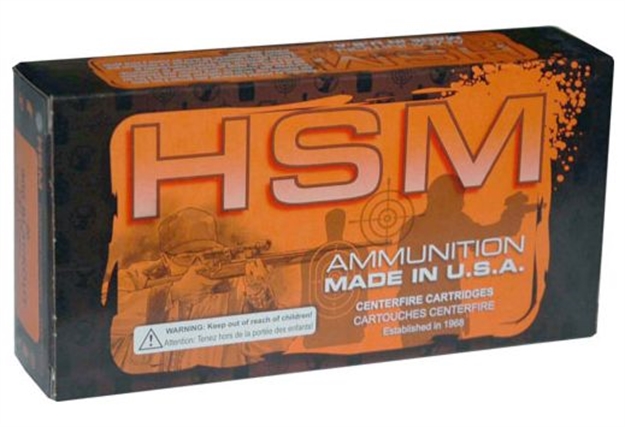 HSM
AMMUNITION
MADE IN U.S.A.
CENTERFIRE CARTRIDGES
CARTOUCHES CENTERFIRE
Established in 1968
WARNING: Keep out of reach of children!
Attention: Tenez hors de la portée des enfants!